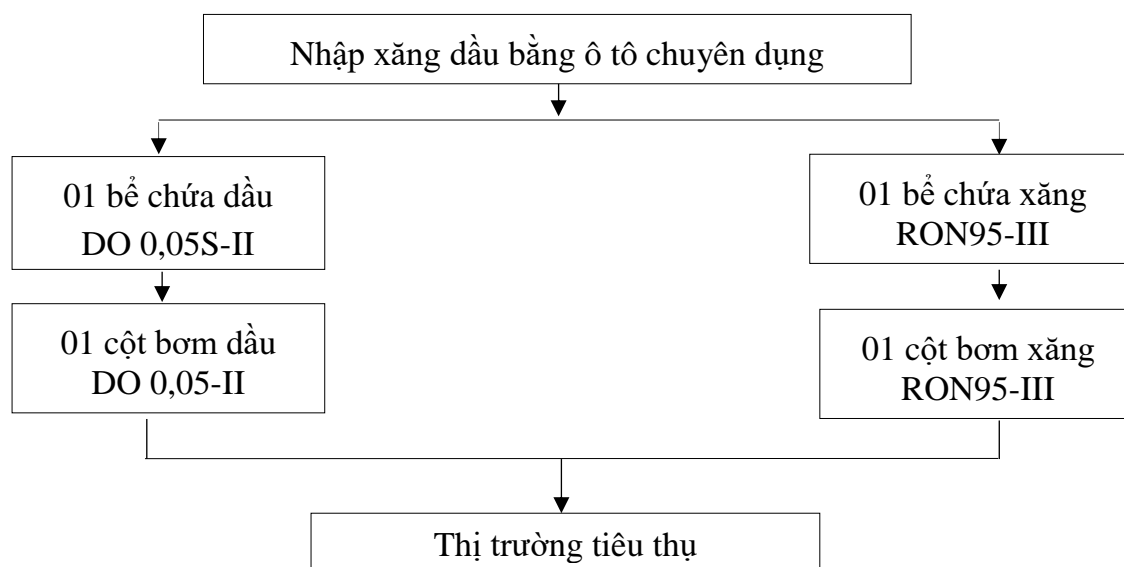 Nhập xăng dầu bằng ô tô chuyên dụng
01 bể chứa dầu
DO 0,05S-II
01 bể chứa xăng
RON95-III
01 cột bơm dầu
DO 0,05-II
01 cột bơm xăng
RON95-III
Thị trường tiêu thụ